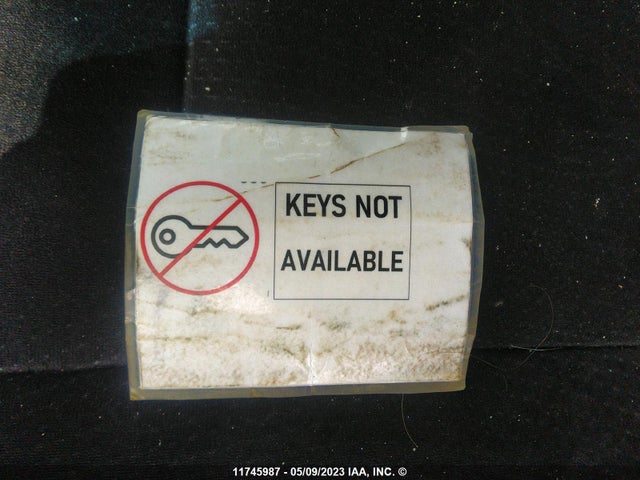 KEYS NOT
AVAILABLE
11745987 - 05/09/2023 IAA, INC. ©